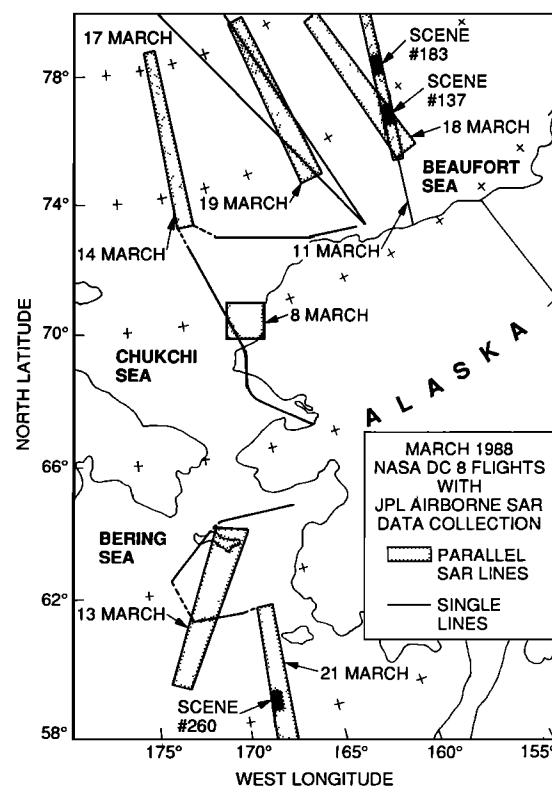 17 MARCH
SCENE
#183
78°
SCENE
#137
18 MARCH
BEAUFORT
SEA
74°
19 MARCH
14 MARCH
11 MARCH
8 MARCH
70°
CHUKCHI
SEA
NORTH LATITUDE
ALASKA
66°
MARCH 1988
NASA DC 8 FLIGHTS
WITH
JPL AIRBORNE SAR
DATA COLLECTION
PARALLEL
SAR LINES
SINGLE
LINES
BERING
SEA
62°
13 MARCH
21 MARCH
SCENE
#260
58°
175° 170° 165° 160° 155°
WEST LONGITUDE